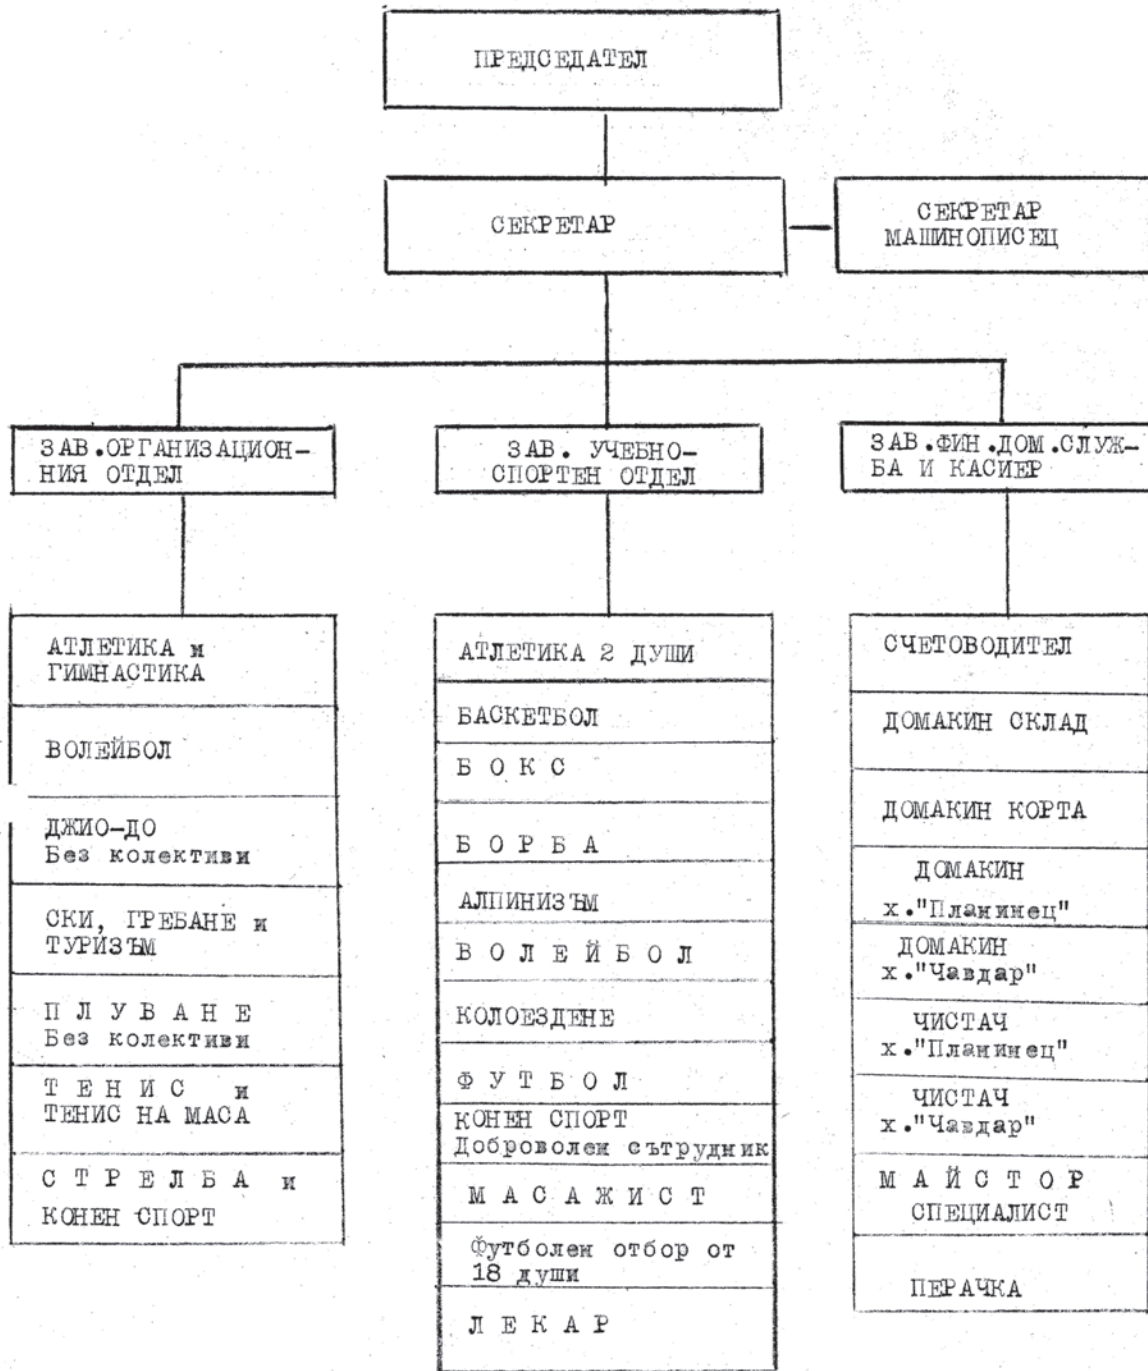 ПРЕДСЕДАТЕЛ
СЕКРЕТАР
СЕКРЕТАР
МАШИНОПИСЕЦ
ЗАВ.ОРГАНИЗАЦИОН-
НИЯ ОТДЕЛ
ЗАВ. УЧЕБНО-
СПОРТЕН ОТДЕЛ
ЗАВ.ФИН.ДОМ.СЛУЖ-
БА И КАСИЕР
АТЛЕТИКА и
ГИМНАСТИКА
ВОЛЕЙБОЛ
ДЖИО-ДО
Без колективи
СКИ, ГРЕБАНЕ и
ТУРИЗЪМ
П Л У В А Н Е
Без колективи
Т Е Н И С и
ТЕНИС НА МАСА
С Т Р Е Л Б А и
КОНЕН СПОРТ
АТЛЕТИКА 2 ДУШИ
БАСКЕТБОЛ
Б О К С
Б О Р Б А
АЛПИНИЗЪМ
В О Л Е Й Б О Л
КОЛОЕЗДЕНЕ
Ф У Т Б О Л
КОНЕН СПОРТ
Доброволен сътрудник
М А С А Ж И С Т
Футболен отбор от
18 души
Л Е К А Р
СЧЕТОВОДИТЕЛ
ДОМАКИН СКЛАД
ДОМАКИН КОРТА
ДОМАКИН
х."Планинец"
ДОМАКИН
х."Чавдар"
ЧИСТАЧ
х."Планинец"
ЧИСТАЧ
х."Чавдар"
М А Й С Т О Р
СПЕЦИАЛИСТ
ПЕРАЧКА